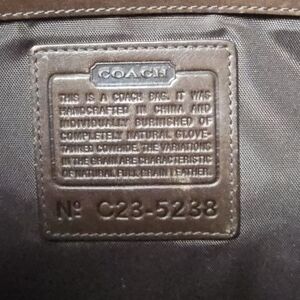 COACH
THIS IS A COACH BAG. IT WAS
HANDCRAFTED IN CHINA AND
INDIVIDUALLY BURNISHED OF
COMPLETELY NATURAL GLOVE-
TANNED COWHIDE. THE VARIATIONS
IN THE GRAIN ARE CHARACTERISTIC
OF NATURAL FULL GRAIN LEATHER.
Nº C23-5238